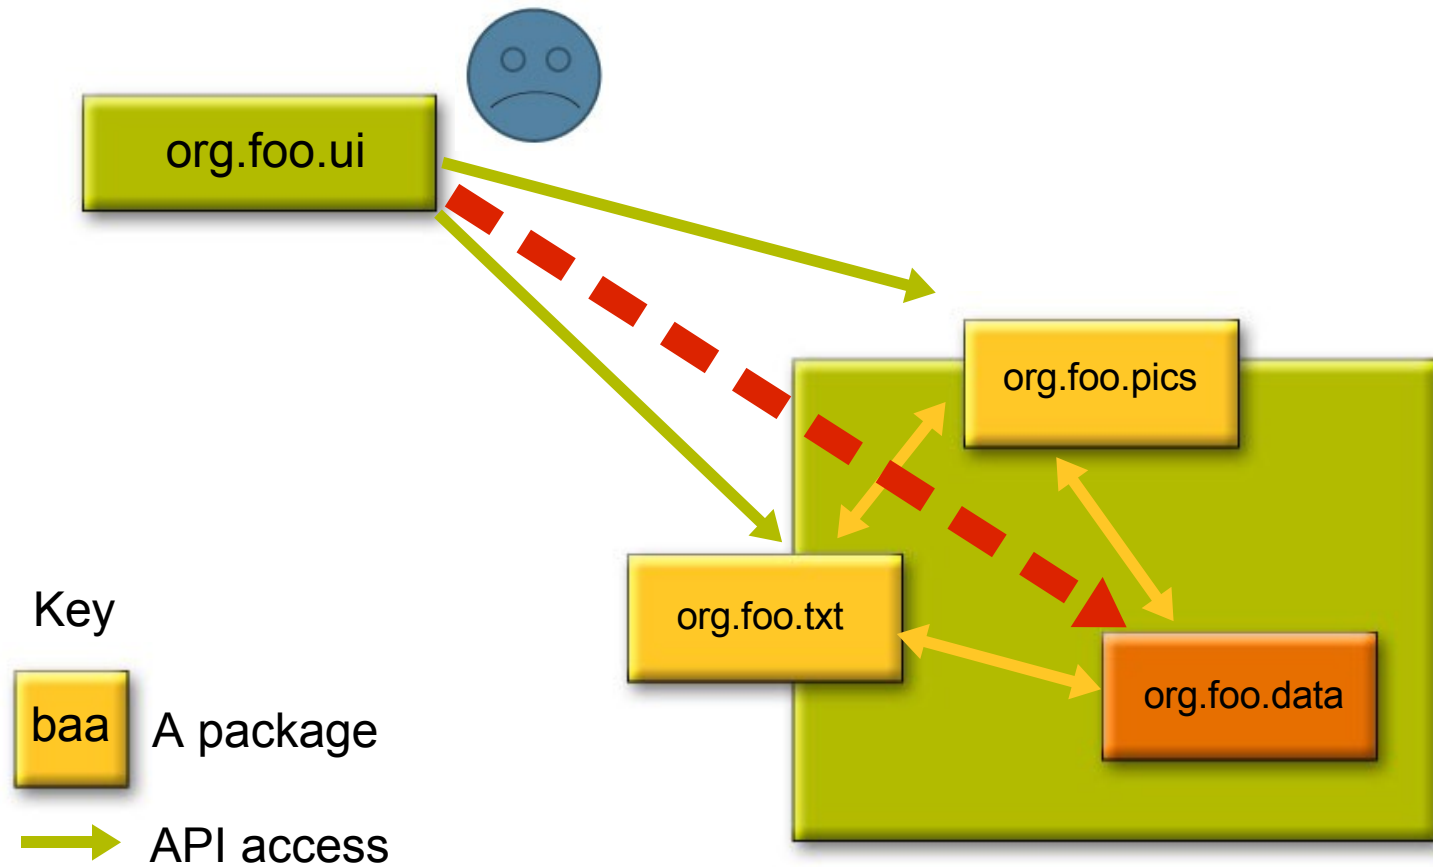 org.foo.ui
org.foo.pics
org.foo.txt
org.foo.data
Key
baa
A package
API access